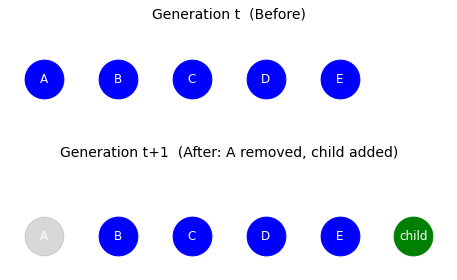 Generation t  (Before)
A B C D E
Generation t+1  (After: A removed, child added)
A B C D E child